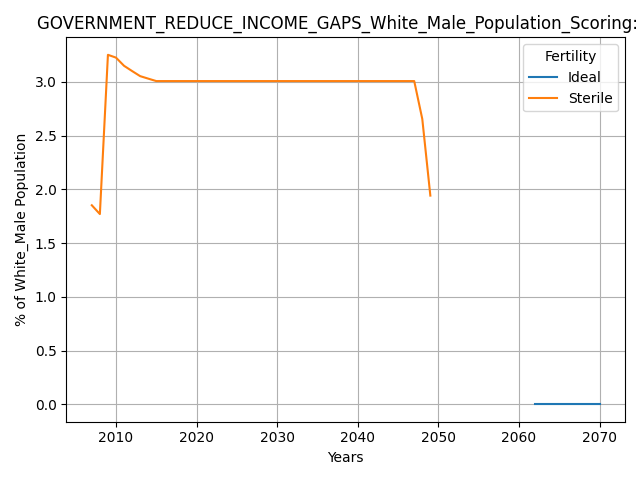 GOVERNMENT_REDUCE_INCOME_GAPS_White_Male_Population_Scoring:
Fertility
Ideal
Sterile
% of White_Male Population
3.0
2.5
2.0
1.5
1.0
0.5
0.0
2010 2020 2030 2040 2050 2060 2070
Years